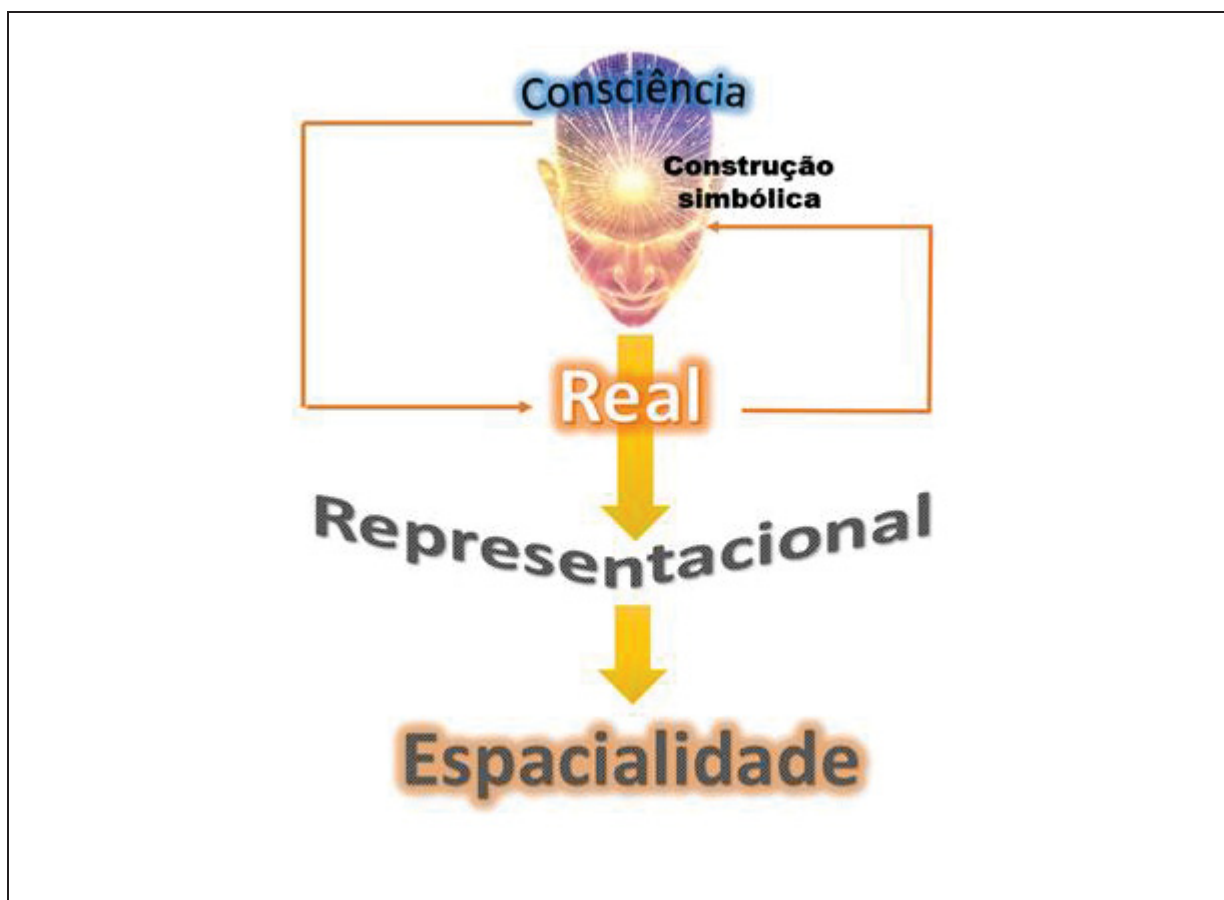 Consciência
Construção
simbólica
Real
Representacional
Espacialidade